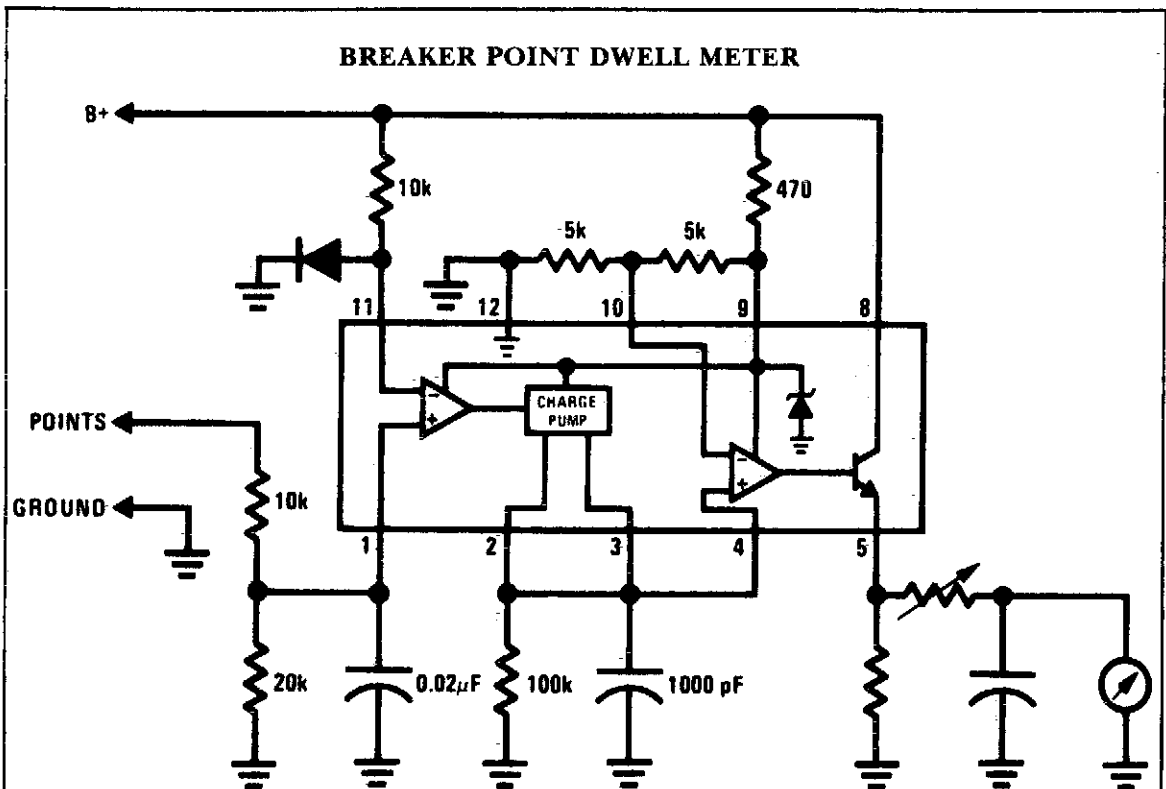 BREAKER POINT DWELL METER
B+
10k
470
5k
5k
11
12
10
9
8
CHARGE
PUMP
-
+
-
+
POINTS
GROUND
10k
1
2
3
4
5
20k
0.02μF
100k
1000 pF